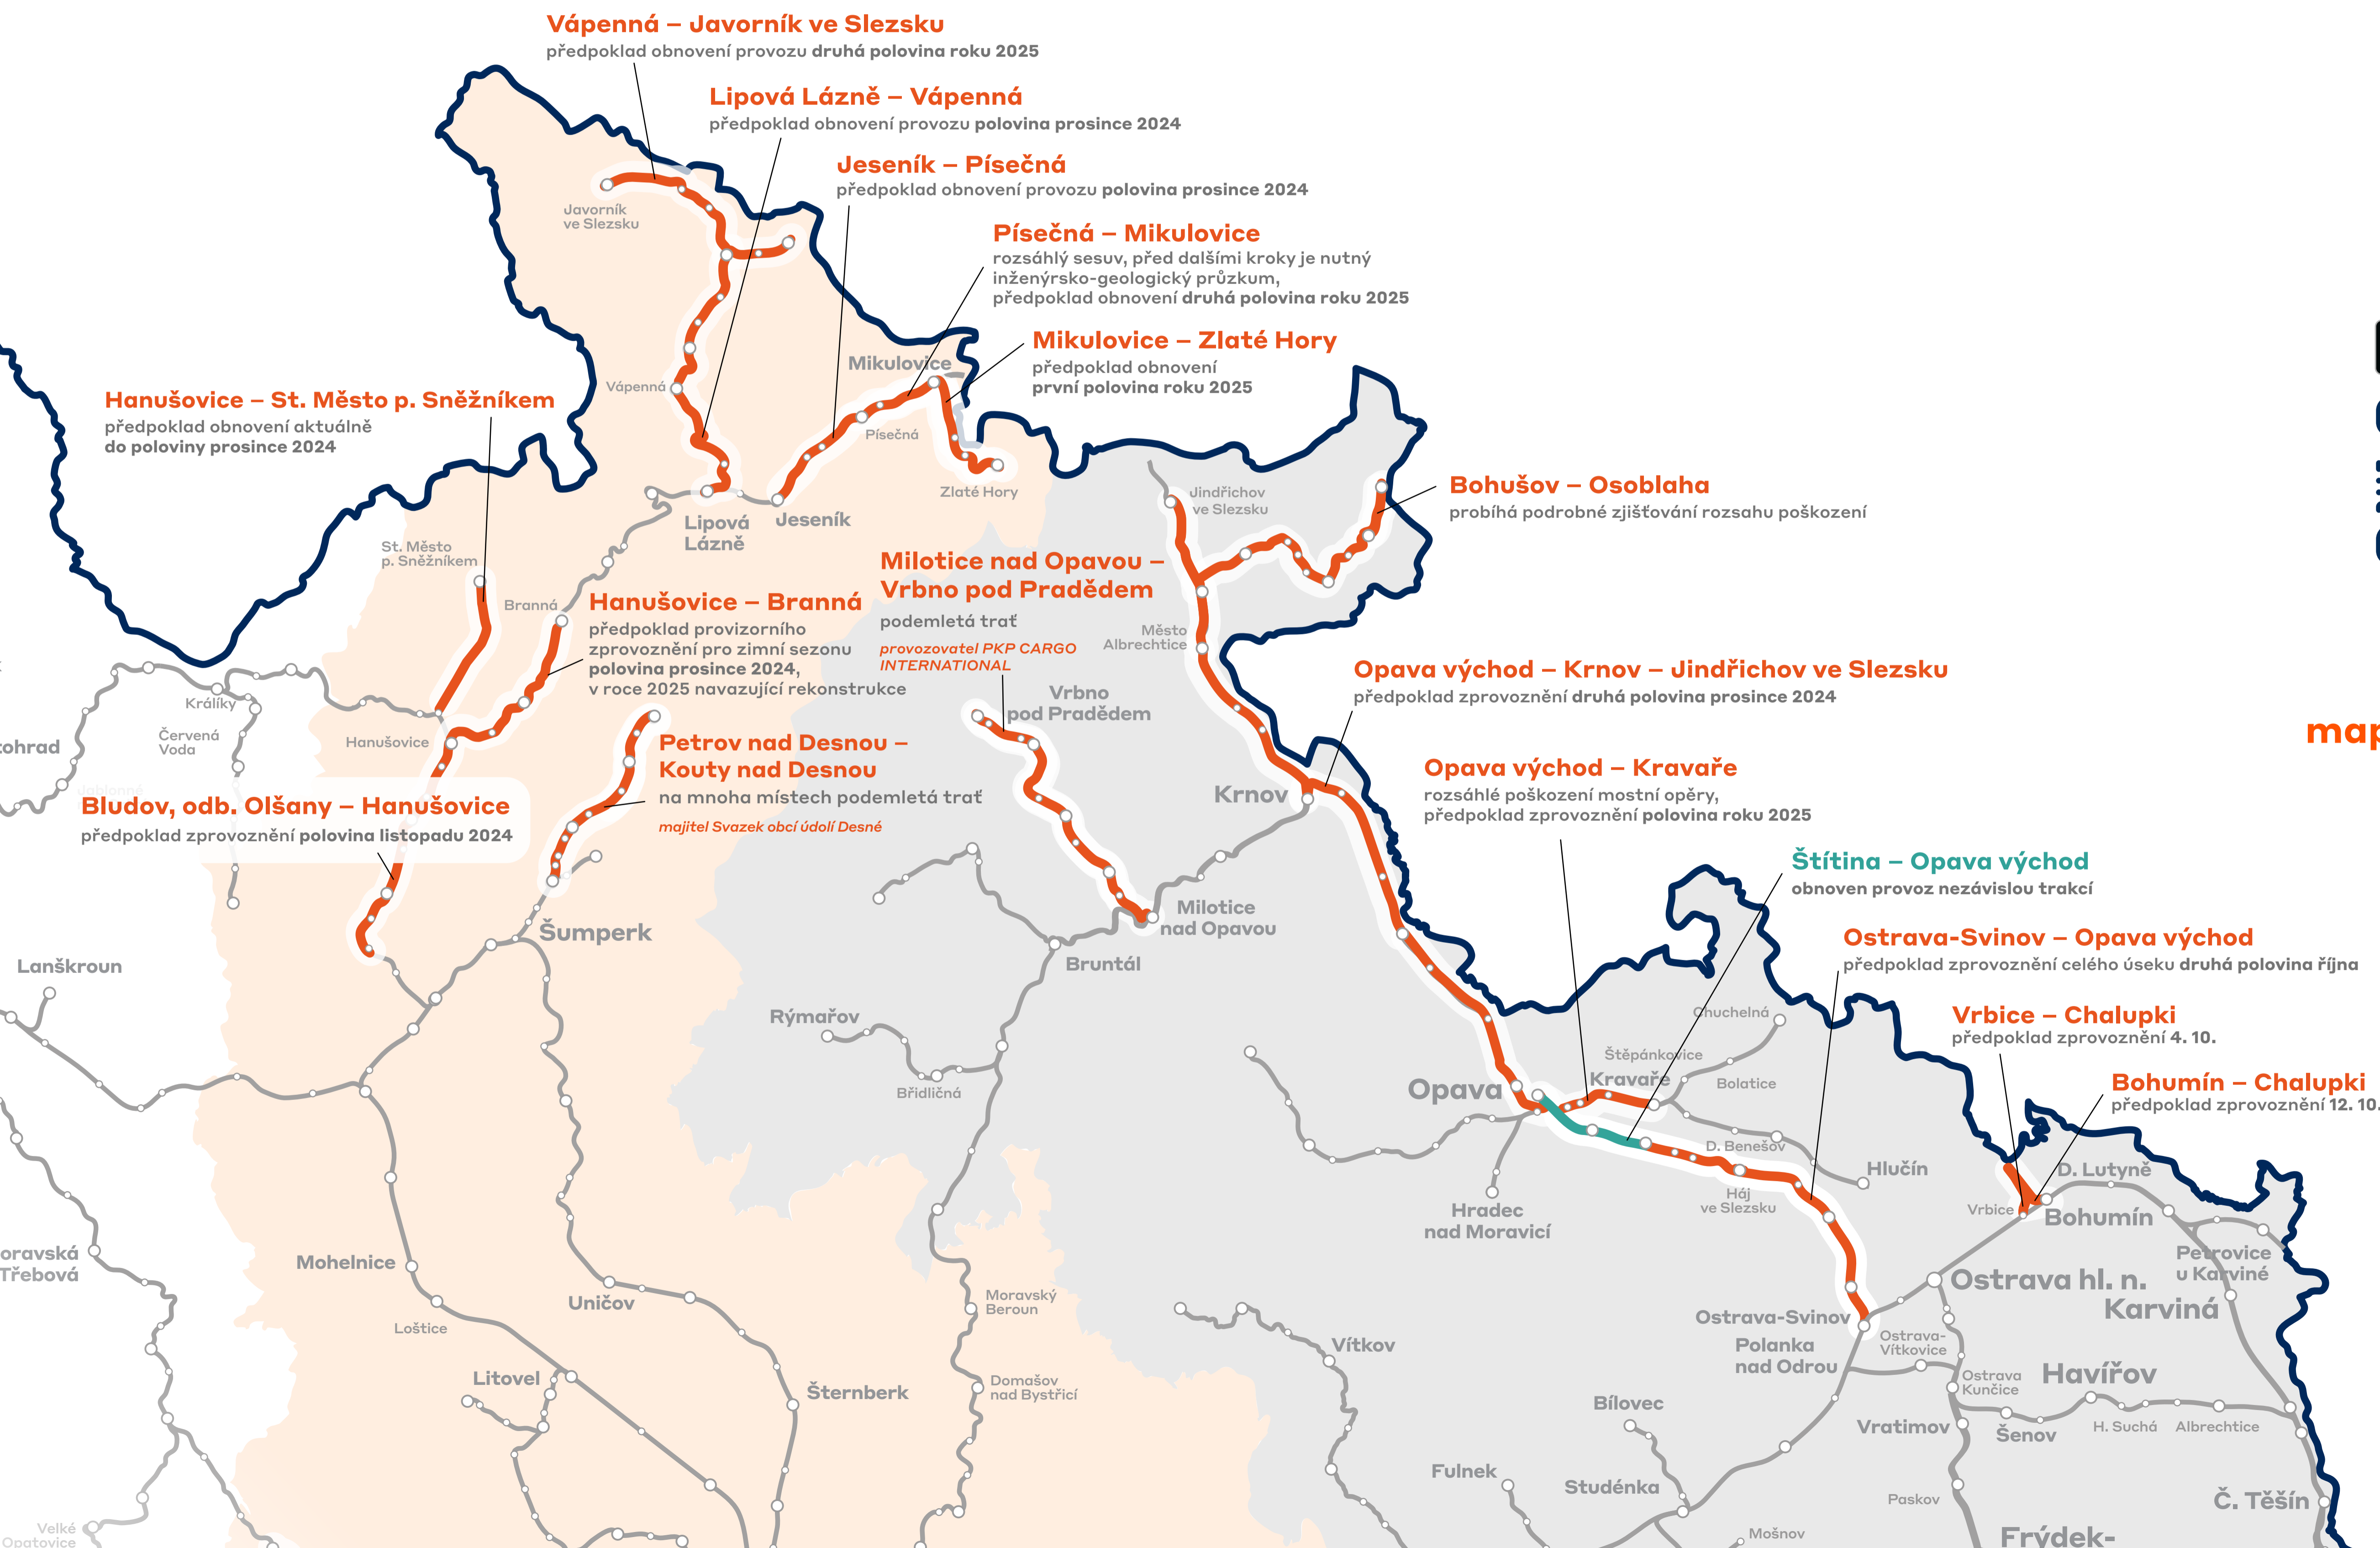 Vápenná – Javorník ve Slezsku
předpoklad obnovení provozu druhá polovina roku 2025
Lipová Lázně – Vápenná
předpoklad obnovení provozu polovina prosince 2024
Jeseník – Písečná
předpoklad obnovení provozu polovina prosince 2024
Písečná – Mikulovice
rozsáhlý sesuv, před dalšími kroky je nutný
inženýrsko-geologický průzkum,
předpoklad obnovení druhá polovina roku 2025
Mikulovice – Zlaté Hory
předpoklad obnovení
první polovina roku 2025
Hanušovice – St. Město p. Sněžníkem
předpoklad obnovení aktuálně
do poloviny prosince 2024
Javorník
ve Slezsku
Mikulovice
Vápenná
Písečná
Zlaté Hory
Lipová
Lázně
Jeseník
Jindřichov
ve Slezsku
Bohušov – Osoblaha
probíhá podrobné zjišťování rozsahu poškození
St. Město
p. Sněžníkem
Branná
Hanušovice – Branná
předpoklad provizorního
zprovoznění pro zimní sezonu
polovina prosince 2024,
v roce 2025 navazující rekonstrukce
Milotice nad Opavou –
Vrbno pod Pradědem
podemletá trať
provozovatel PKP CARGO
INTERNATIONAL
Město
Albrechtice
Vrbno
pod Pradědem
Opava východ – Krnov – Jindřichov ve Slezsku
předpoklad zprovoznění druhá polovina prosince 2024
Králíky
Červená
Voda
Hanušovice
Petrov nad Desnou –
Kouty nad Desnou
na mnoha místech podemletá trať
majitel Svazek obcí údolí Desné
Bludov, odb. Olšany – Hanušovice
předpoklad zprovoznění polovina listopadu 2024
Krnov
Opava východ – Kravaře
rozsáhlé poškození mostní opěry,
předpoklad zprovoznění polovina roku 2025
Štítina – Opava východ
obnoven provoz nezávislou trakcí
Ostrava-Svinov – Opava východ
předpoklad zprovoznění celého úseku druhá polovina října
Vrbice – Chalupki
předpoklad zprovoznění 4. 10.
Bohumín – Chalupki
předpoklad zprovoznění 12. 10.
Šumperk
Milotice
nad Opavou
Bruntál
Lanškroun
Rýmařov
Břidličná
Opava
Chuchelná
Štěpánkovice
Kravaře
Bolatice
D. Benešov
Hlučín
Háj
ve Slezsku
Hradec
nad Moravicí
D. Lutyně
Vrbice
Bohumín
Petrovice
u Karviné
Ostrava hl. n.
Karviná
Mohelnice
Loštice
Uničov
Moravský
Beroun
Ostrava-Svinov
Polanka
nad Odrou
Ostrava-
Vítkovice
Vítkov
Litovel
Šternberk
Domašov
nad Bystřicí
Ostrava
Kunčice
Havířov
Bílovec
Vratimov
Šenov
H. Suchá
Albrechtice
Fulnek
Studénka
Paskov
Č. Těšín
Mošnov
Frýdek-
Velké
Opatovice
tohrad
oravská
Třebová
map